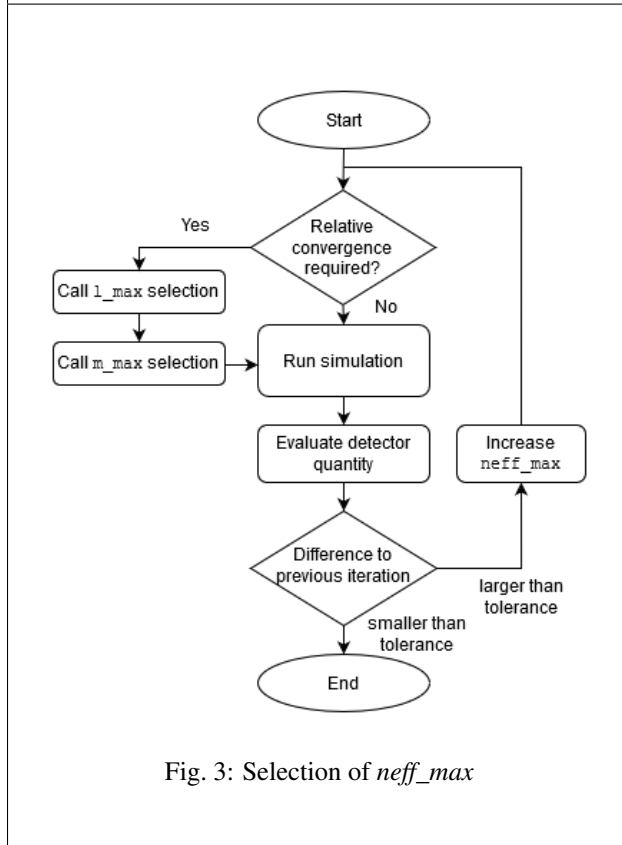 Start
Relative
convergence
required?
Yes
No
Call l_max selection
Call m_max selection
Run simulation
Evaluate detector
quantity
Increase
neff_max
Difference to
previous iteration
larger than
tolerance
smaller than
tolerance
End
Fig. 3: Selection of neff_max